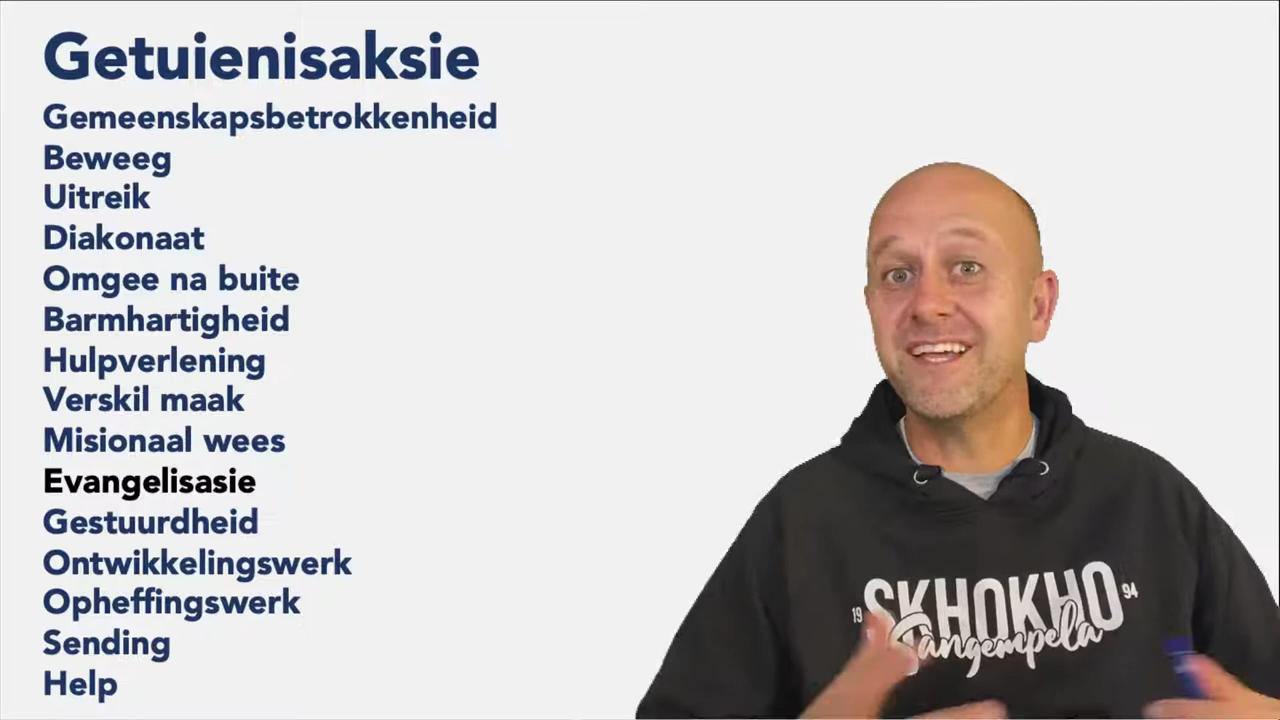 Getuienisaksie
Gemeenskapsbetrokkenheid
Beweeg
Uitreik
Diakonaat
Omgee na buite
Barmhartigheid
Hulpverlening
Verskil maak
Misionaal wees
Evangelisasie
Gestuurdheid
Ontwikkelingswerk
Opheffingswerk
Sending
Help
19 SKHOKHO 94
Sangempela